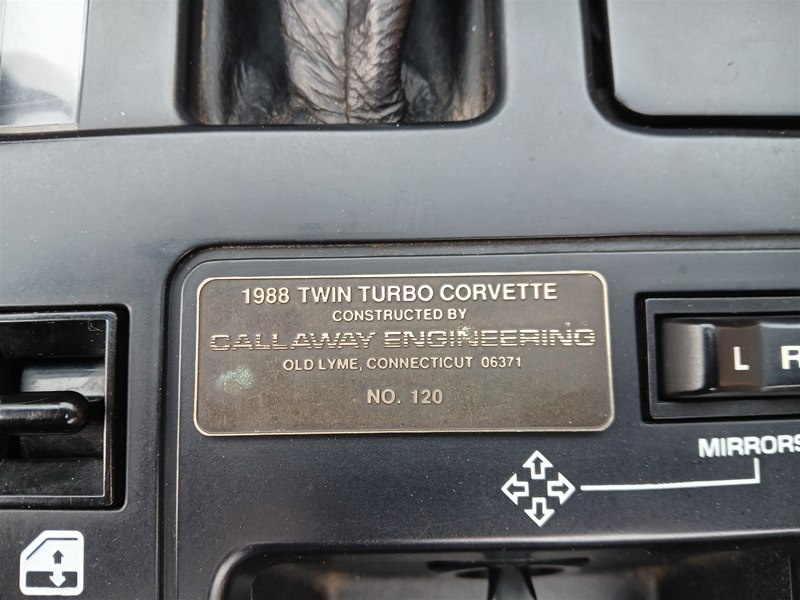 1988 TWIN TURBO CORVETTE
CONSTRUCTED BY
CALLAWAY ENGINEERING
OLD LYME, CONNECTICUT 06371
NO. 120
L R
MIRRORS